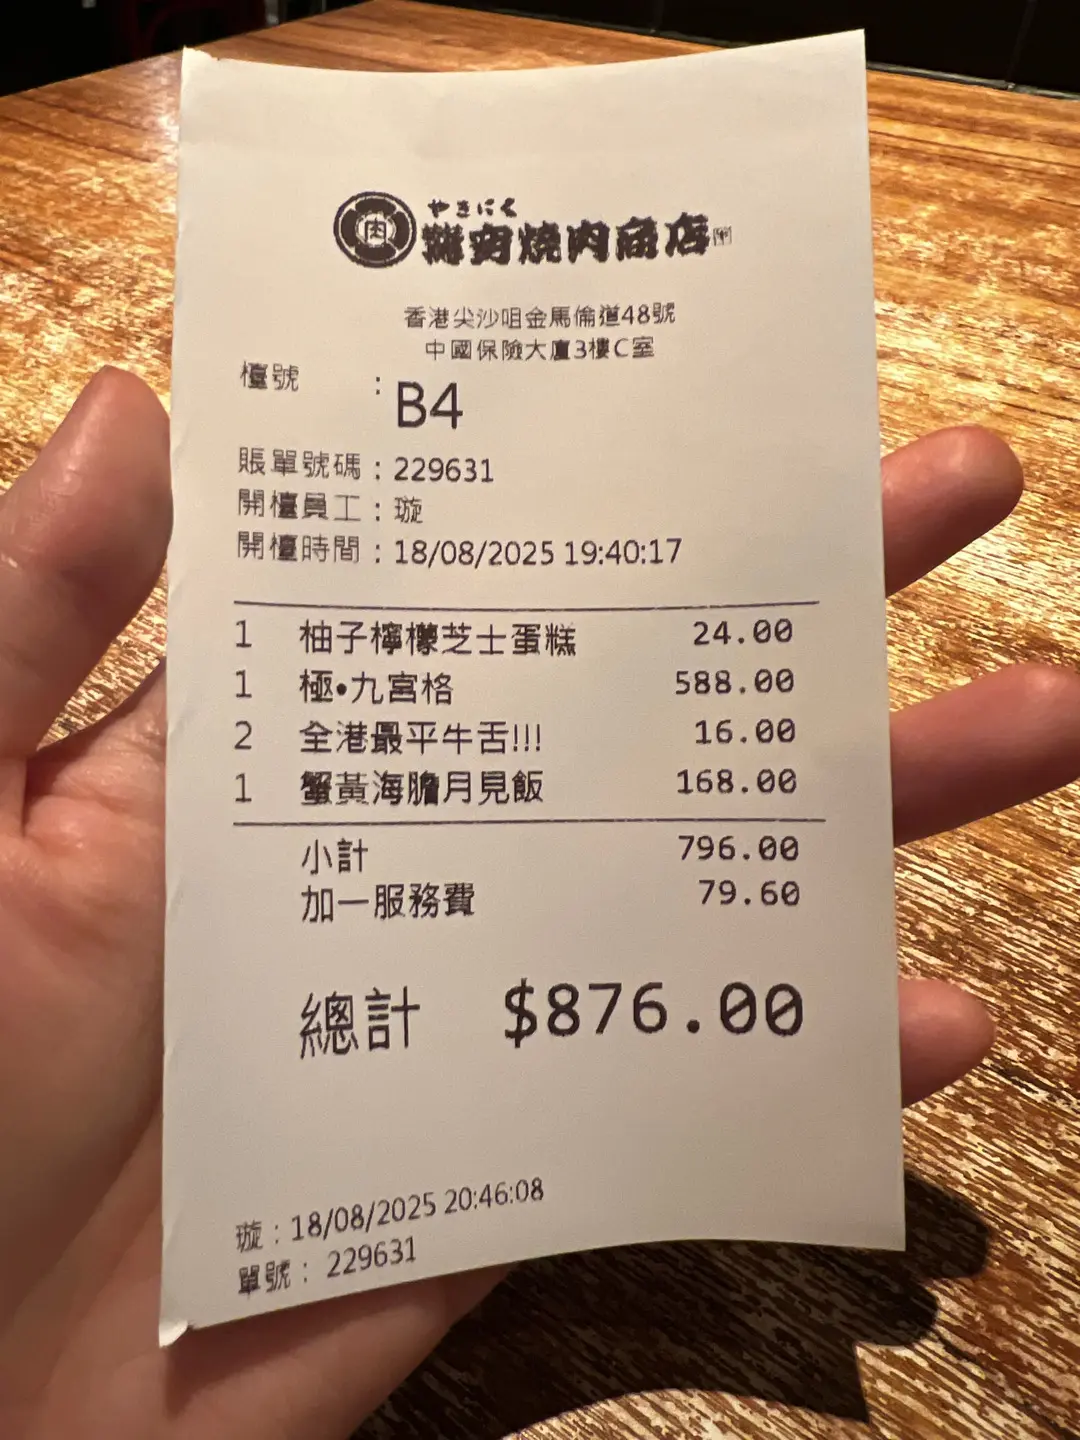 肉
やきにく
燒肉商店
香港尖沙咀金馬倫道48號
中國保險大廈3樓C室
檯號 : B4
賬單號碼 : 229631
開檯員工 : 璇
開檯時間 : 18/08/2025 19:40:17
1 柚子檸檬芝士蛋糕 24.00
1 極•九宮格 588.00
2 全港最平牛舌!!! 16.00
1 蟹黃海膽月見飯 168.00
小計 796.00
加一服務費 79.60
總計 $876.00
璇 : 18/08/2025 20:46:08
單號 : 229631